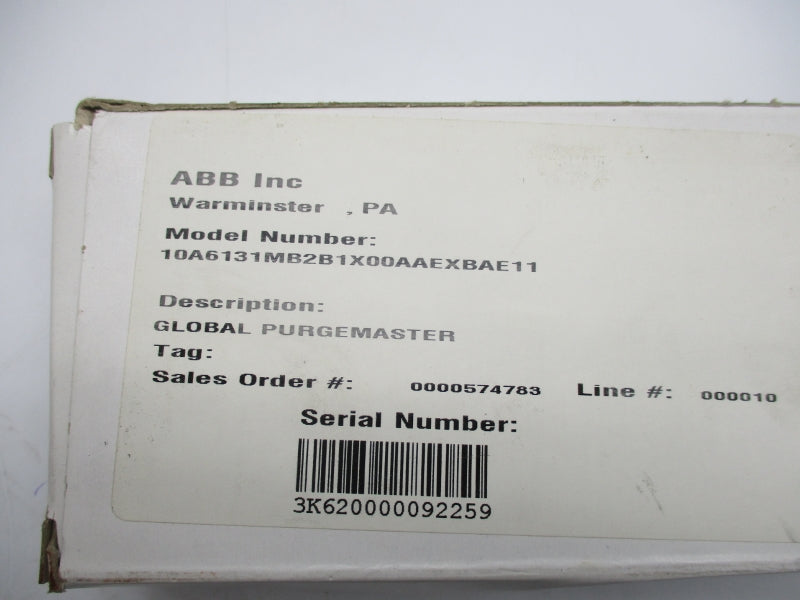 ABB Inc
Warminster , PA
Model Number:
10A6131MB2B1X00AAEXBAE11
Description:
GLOBAL PURGEMASTER
Tag:
Sales Order #: 0000574783 Line #: 000010
Serial Number:
3K620000092259